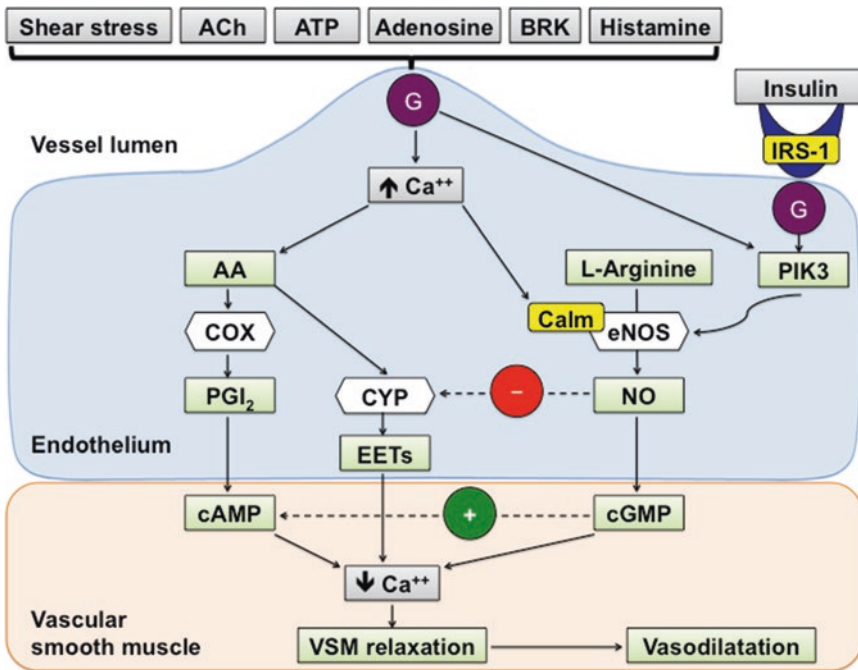 Shear stress ACh ATP Adenosine BRK Histamine
G
Insulin
IRS-1
Vessel lumen
↑ Ca⁺⁺
G
AA
L-Arginine
PIK3
COX
Calm
eNOS
PGI₂
CYP
–
NO
Endothelium
EETs
cAMP
+
cGMP
↓ Ca⁺⁺
Vascular
smooth muscle
VSM relaxation
Vasodilatation